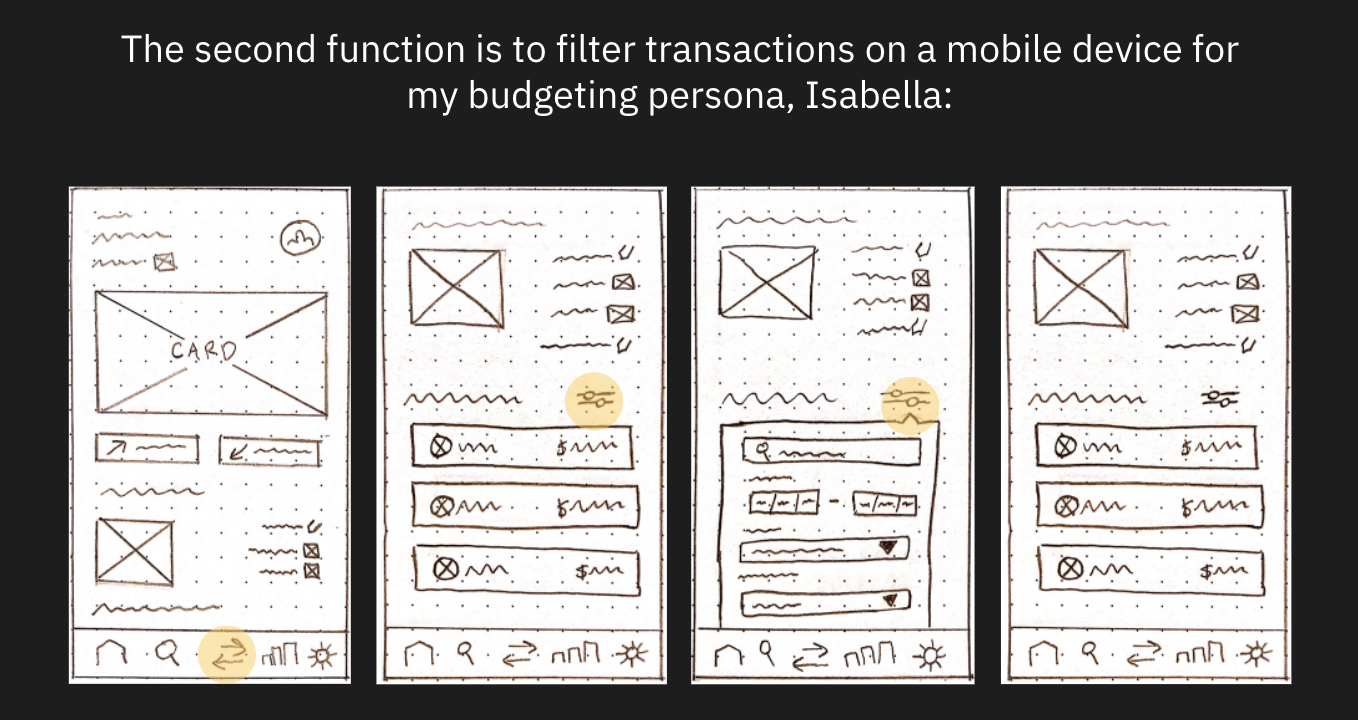 The second function is to filter transactions on a mobile device for
my budgeting persona, Isabella:
CARD
$ $
$ $
$ $